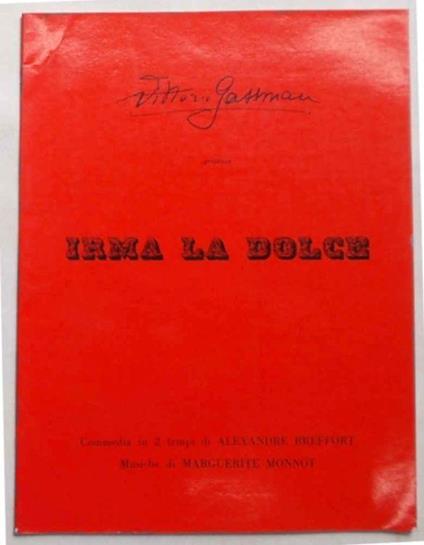 Vittorio Gassman
presenta
IRMA LA DOLCE
Commedia in 2 tempi di ALEXANDRE BREFFORT
Musiche di MARGUERITE MONNOT